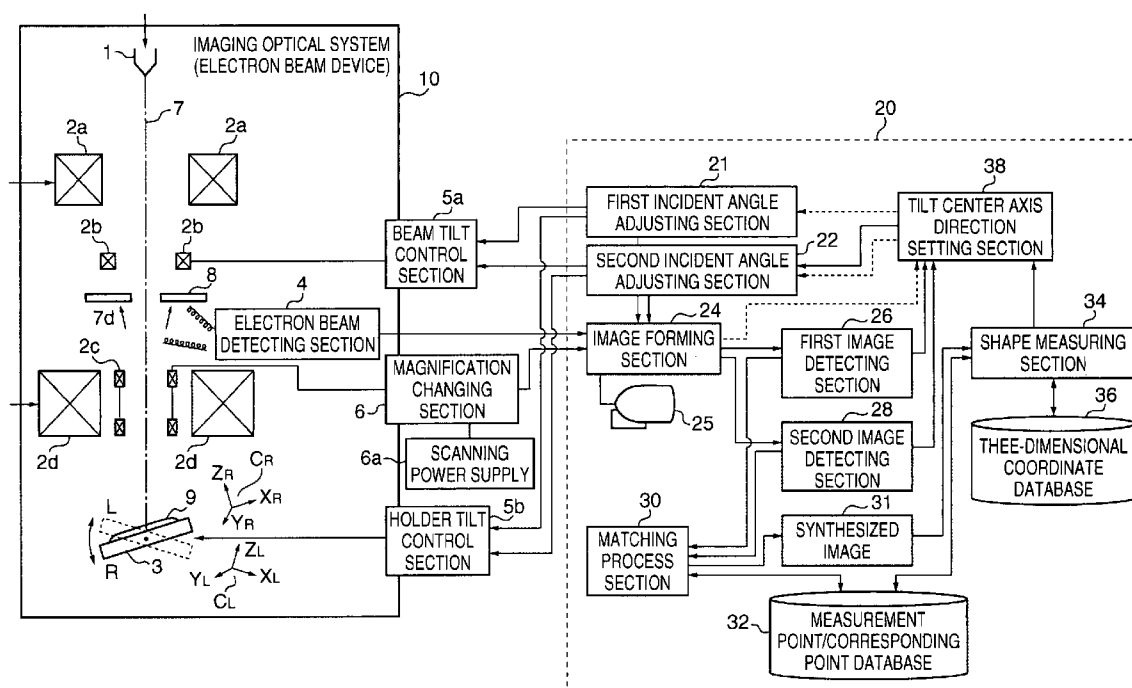 IMAGING OPTICAL SYSTEM
(ELECTRON BEAM DEVICE)
1
10
7
2a
2a
20
5a
21
38
BEAM TILT
CONTROL
SECTION
FIRST INCIDENT ANGLE
ADJUSTING SECTION
TILT CENTER AXIS
DIRECTION
SETTING SECTION
2b
2b
22
SECOND INCIDENT ANGLE
ADJUSTING SECTION
8
7d
4
24
26
34
ELECTRON BEAM
DETECTING SECTION
IMAGE FORMING
SECTION
FIRST IMAGE
DETECTING
SECTION
SHAPE MEASURING
SECTION
2c
MAGNIFICATION
CHANGING
SECTION
6
25
28
36
2d
2d
6a
SCANNING
POWER SUPPLY
SECOND IMAGE
DETECTING
SECTION
THEE-DIMENSIONAL
COORDINATE
DATABASE
CR
ZR
XR
YR
L
9
5b
30
31
R
3
HOLDER TILT
CONTROL
SECTION
MATCHING
PROCESS
SECTION
SYNTHESIZED
IMAGE
ZL
YL
XL
CL
32
MEASUREMENT
POINT/CORRESPONDING
POINT DATABASE